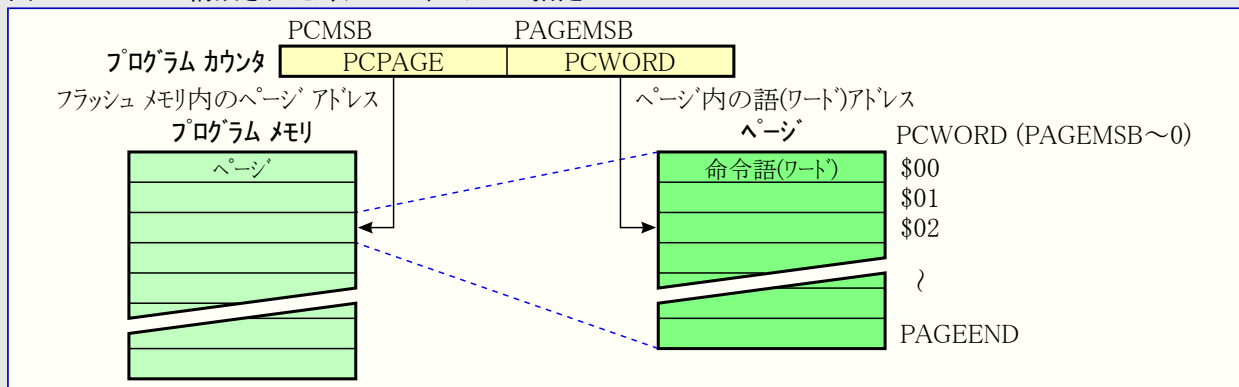 PCMSB PAGEMSB
プログラム カウンタ PCPAGE PCWORD
フラッシュ メモリ内のページ アドレス ページ内の語(ワード)アドレス
プログラム メモリ ページ PCWORD (PAGEMSB～0)
ページ 命令語(ワード) $00
$01
$02
～
PAGEEND